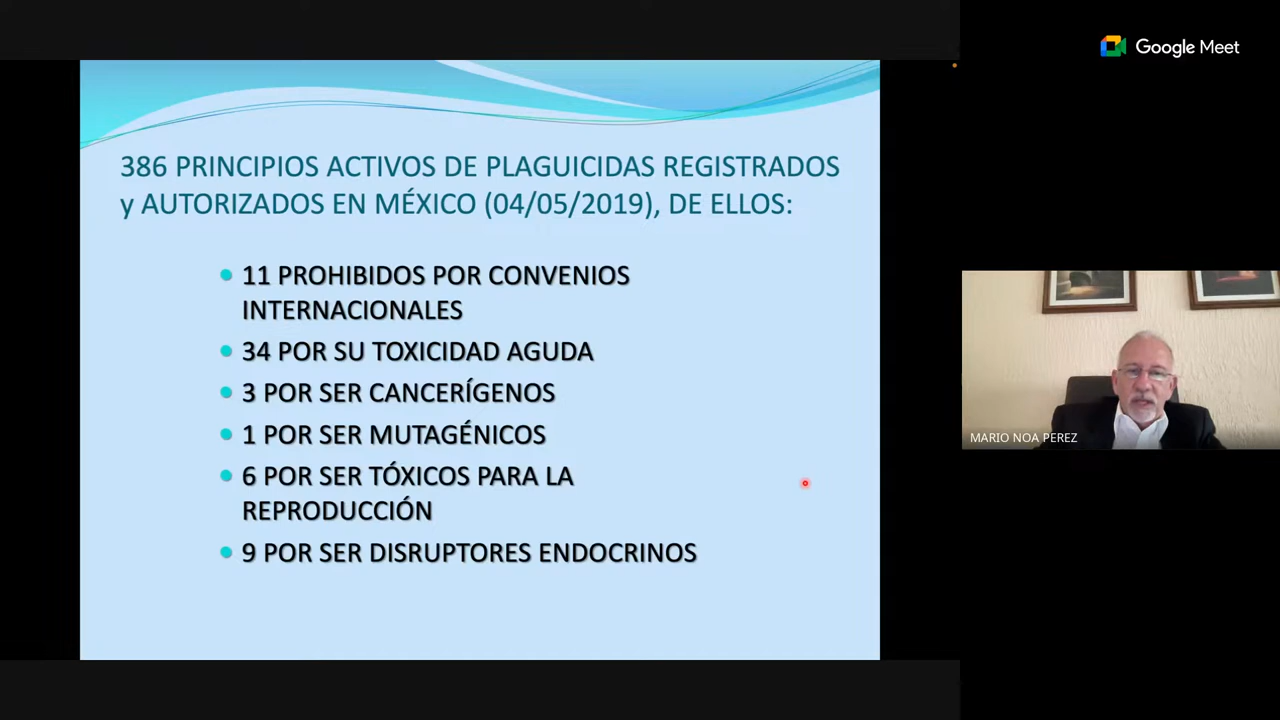 Google Meet
386 PRINCIPIOS ACTIVOS DE PLAGUICIDAS REGISTRADOS
y AUTORIZADOS EN MÉXICO (04/05/2019), DE ELLOS:
11 PROHIBIDOS POR CONVENIOS
INTERNACIONALES
34 POR SU TOXICIDAD AGUDA
3 POR SER CANCERÍGENOS
1 POR SER MUTAGÉNICOS
6 POR SER TÓXICOS PARA LA
REPRODUCCIÓN
9 POR SER DISRUPTORES ENDOCRINOS
MARIO NOA PEREZ